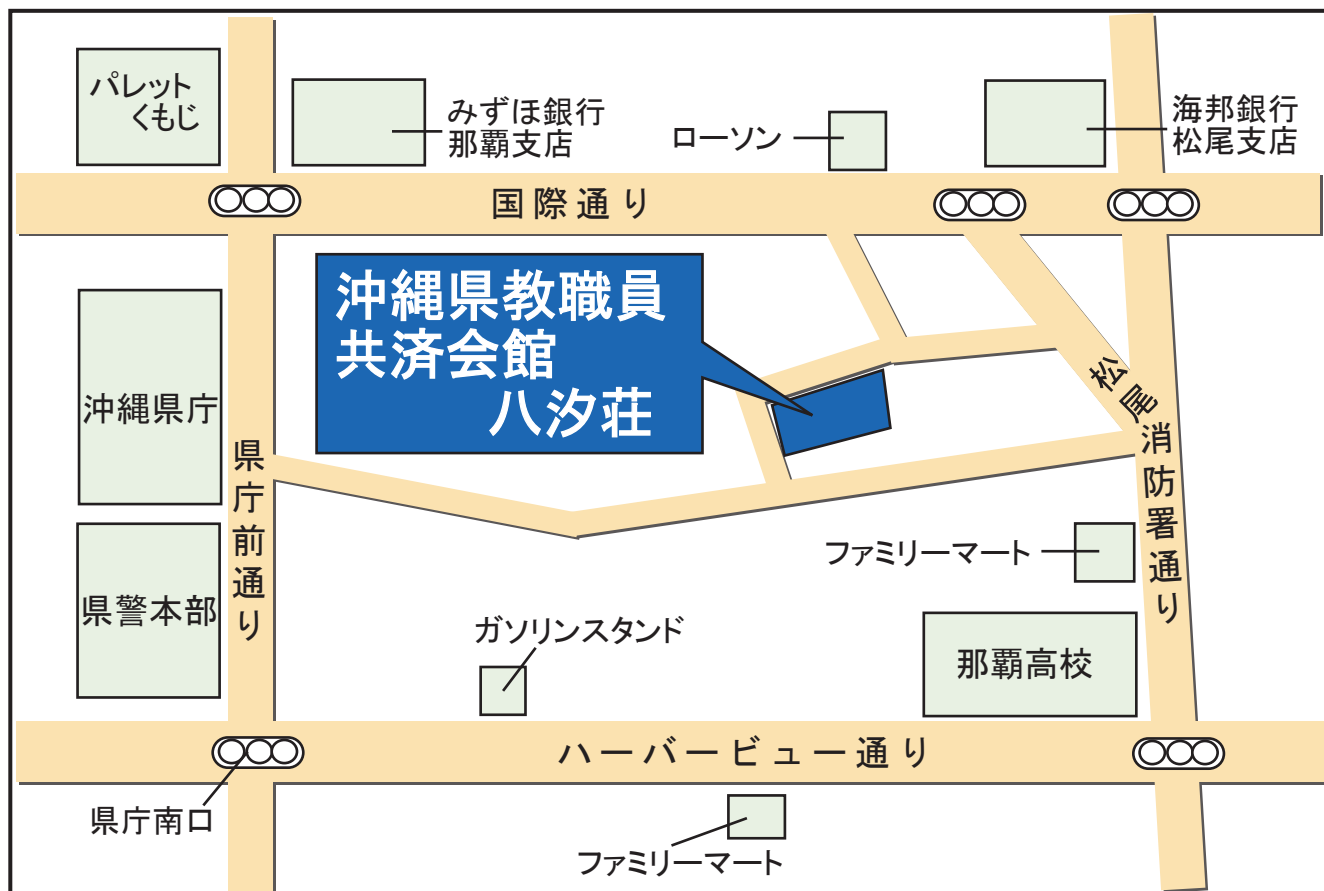 パレット
くもじ
みずほ銀行
那覇支店
ローソン
海邦銀行
松尾支店
国際通り
沖縄県教職員
共済会館
八汐荘
沖縄県庁
県庁前通り
松尾消防署通り
県警本部
ファミリーマート
ガソリンスタンド
那覇高校
ハーバービュー通り
県庁南口
ファミリーマート